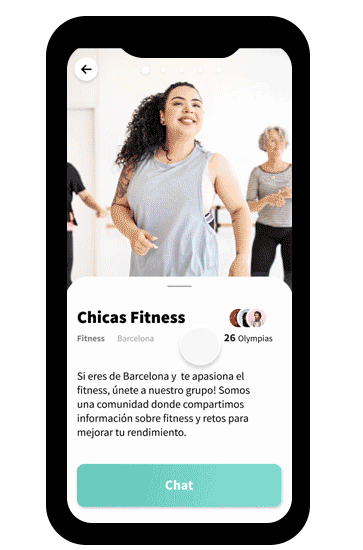 Chicas Fitness
Fitness Barcelona 26 Olympias
Si eres de Barcelona y te apasiona el
fitness, únete a nuestro grupo! Somos
una comunidad donde compartimos
información sobre fitness y retos para
mejorar tu rendimiento.
Chat